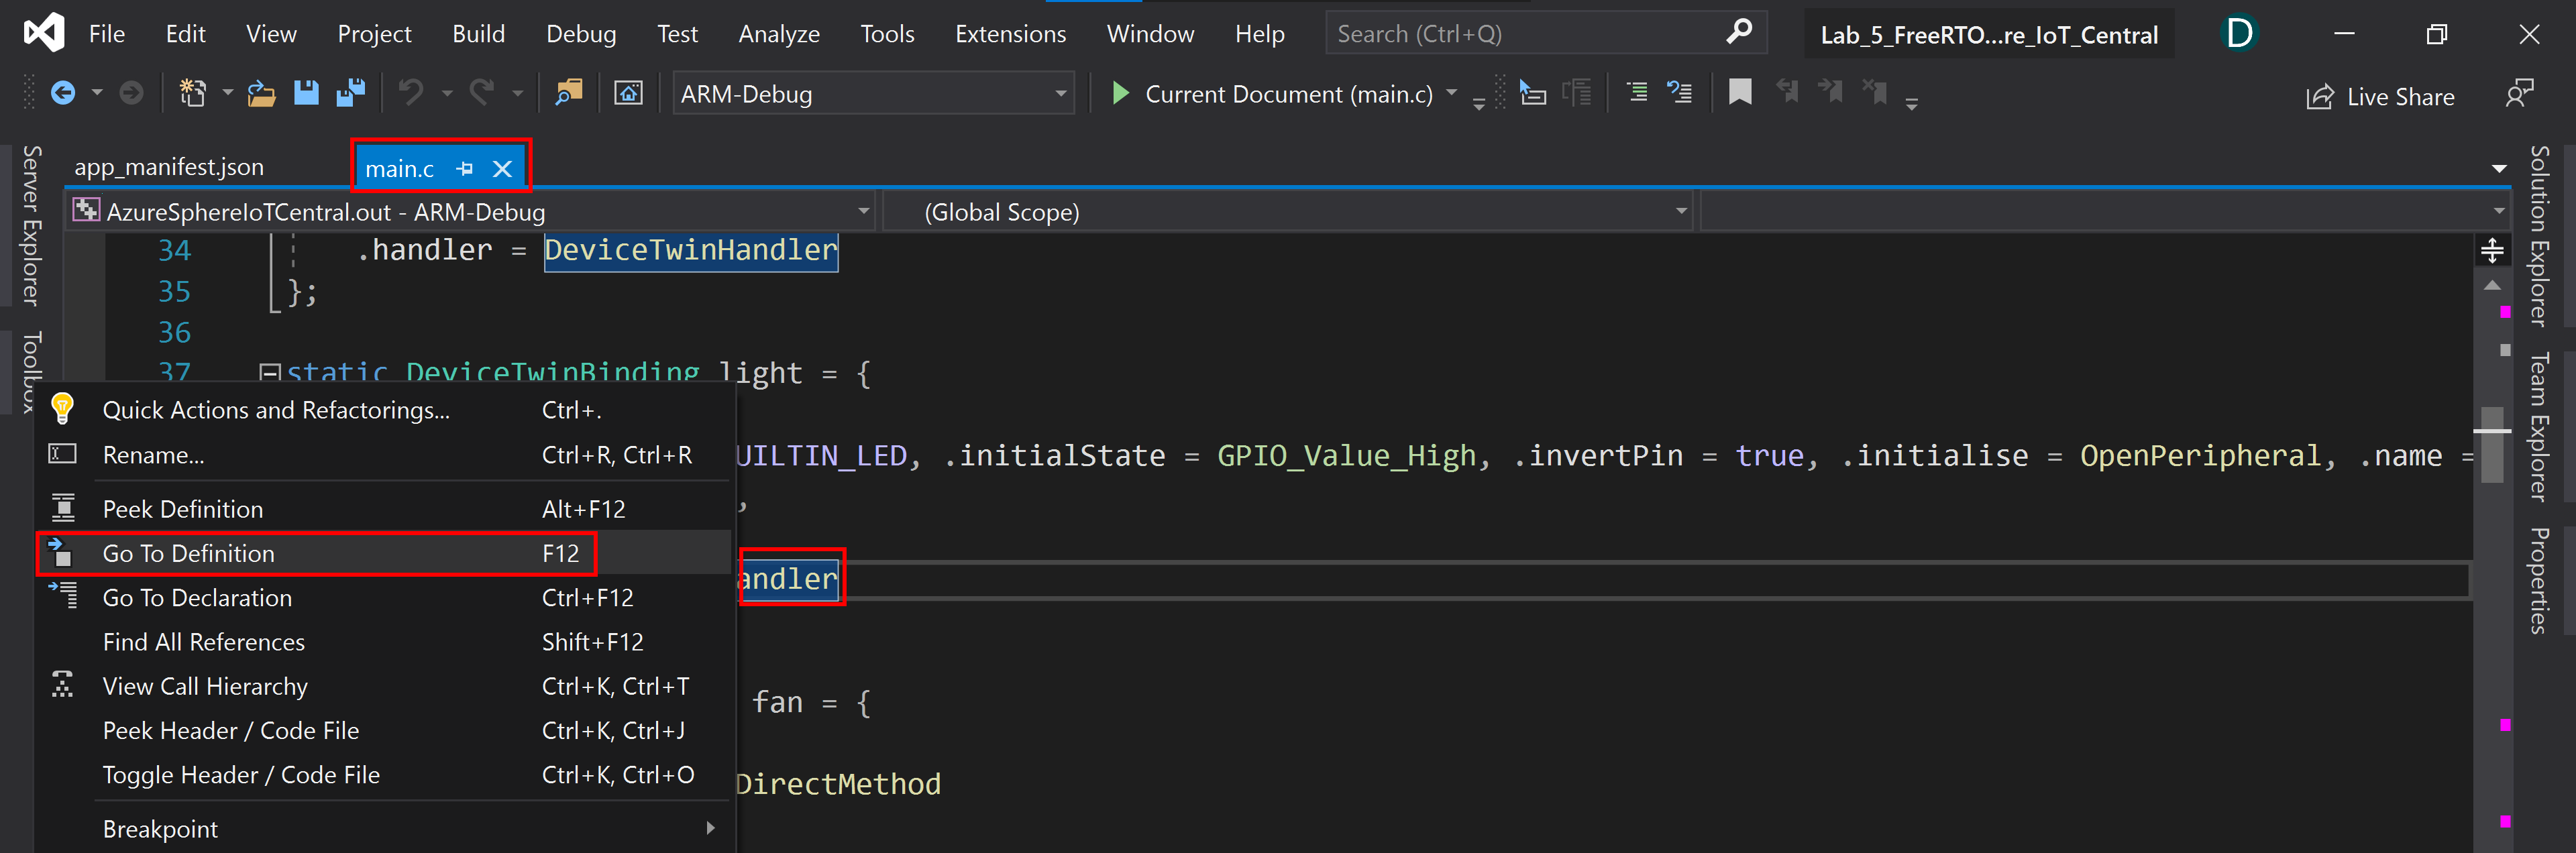 File Edit View Project Build Debug Test Analyze Tools Extensions Window Help Search (Ctrl+Q) Lab_5_FreeRTO...re_IoT_Central D
ARM-Debug Current Document (main.c) Live Share
Server Explorer
Toolbox
app_manifest.json main.c
AzureSphereIoTCentral.out - ARM-Debug (Global Scope)
34 .handler = DeviceTwinHandler
35 };
36
37 static DeviceTwinBinding light = {
UILTIN_LED, .initialState = GPIO_Value_High, .invertPin = true, .initialise = OpenPeripheral, .name =
,
andler
fan = {
DirectMethod
Quick Actions and Refactorings... Ctrl+.
Rename... Ctrl+R, Ctrl+R
Peek Definition Alt+F12
Go To Definition F12
Go To Declaration Ctrl+F12
Find All References Shift+F12
View Call Hierarchy Ctrl+K, Ctrl+T
Peek Header / Code File Ctrl+K, Ctrl+J
Toggle Header / Code File Ctrl+K, Ctrl+O
Breakpoint
Solution Explorer
Team Explorer
Properties